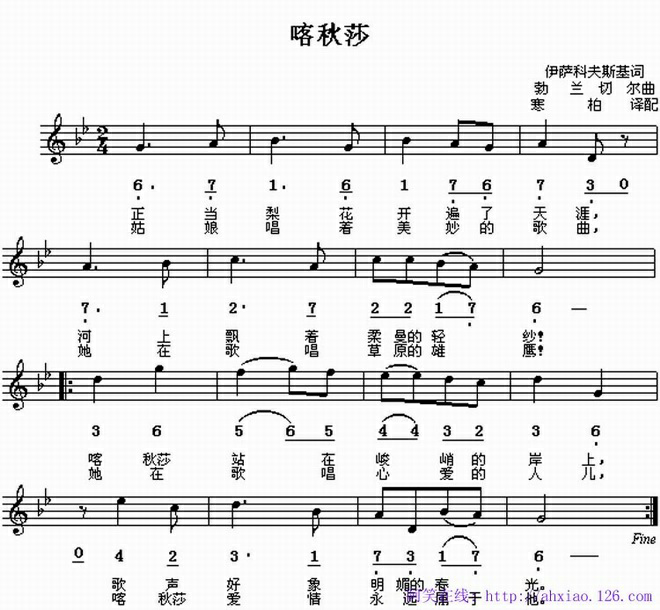 喀秋莎
伊萨科夫斯基词
勃 兰 切 尔曲
寒 柏 译配
2/4
6. 7 1. 6 1 7 6 7 3 0
正 当 梨 花 开 遍 了 天 涯,
姑 娘 唱 着 美 妙 的 歌 曲,
7. 1 2. 7 2 2 1 7 6 —
河 上 飘 着 柔 曼的 轻 纱!
她 在 歌 唱 草 原的 雄 鹰!
3 6 5 6 5 4 4 3 2 3 6
喀 秋莎 站 在 峻 峭 的 岸 上,
她 在 歌 唱 心 爱 的 人 儿,
Fine
0 4 2 3. 1 7 3 1 7 6 —
歌 声 好 象 明 媚的 春 光。
喀 秋莎 爱 情 永 远 属 于 他。
http://ahxiao.126.com/